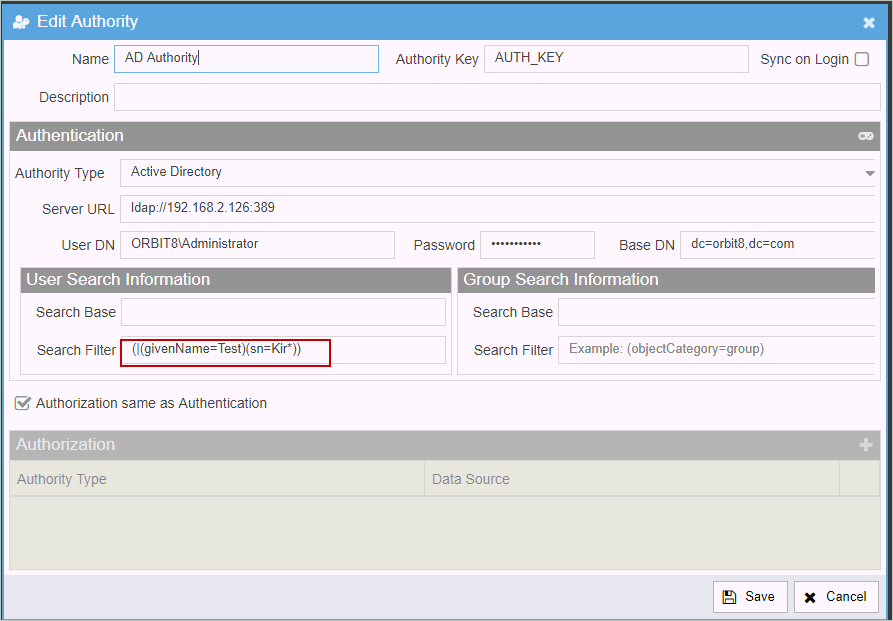 Edit Authority
Name AD Authority Authority Key AUTH_KEY Sync on Login
Description
Authentication
Authority Type Active Directory
Server URL ldap://192.168.2.126:389
User DN ORBIT8\Administrator Password ••••••••••• Base DN dc=orbit8,dc=com
User Search Information Group Search Information
Search Base Search Base
Search Filter (|(givenName=Test)(sn=Kir*)) Search Filter Example: (objectCategory=group)
Authorization same as Authentication
Authorization
Authority Type Data Source
Save Cancel